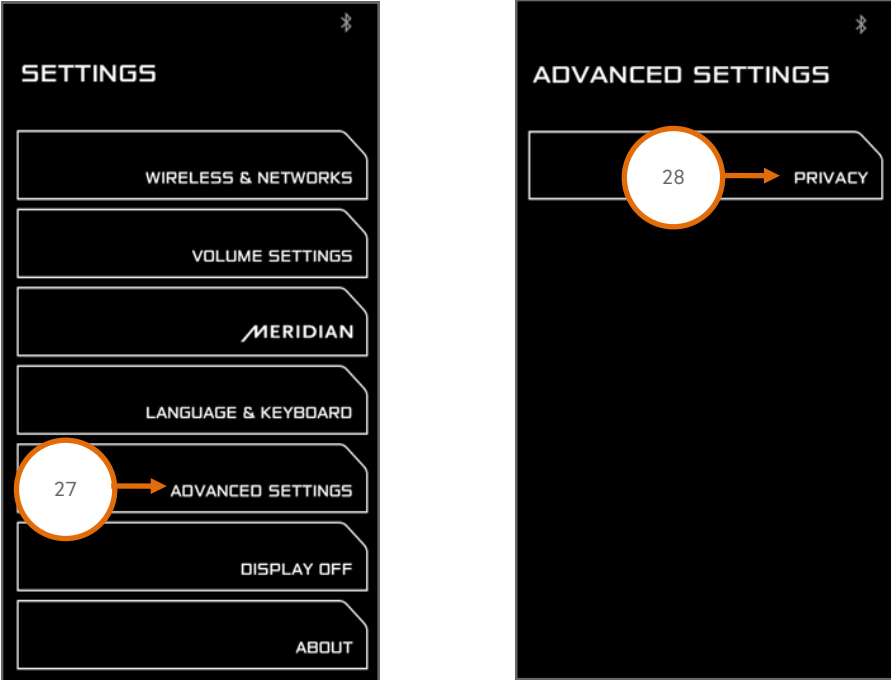 SETTINGS
WIRELESS & NETWORKS
VOLUME SETTINGS
MERIDIAN
LANGUAGE & KEYBOARD
27
ADVANCED SETTINGS
DISPLAY OFF
ABOUT
ADVANCED SETTINGS
28
PRIVACY